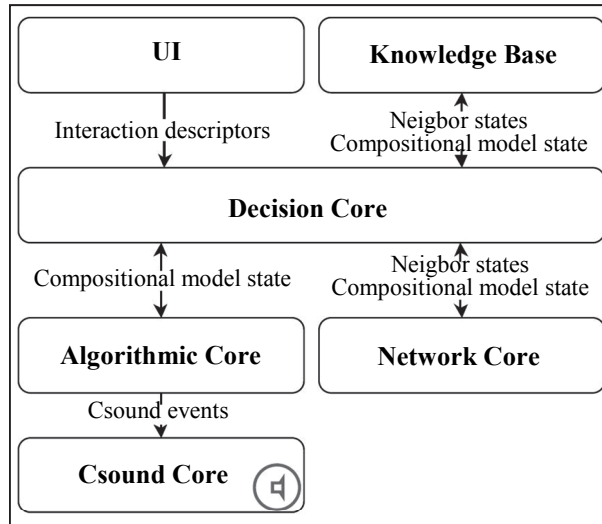 UI
Knowledge Base
Interaction descriptors
Neigbor states
Compositional model state
Decision Core
Compositional model state
Neigbor states
Compositional model state
Algorithmic Core
Network Core
Csound events
Csound Core